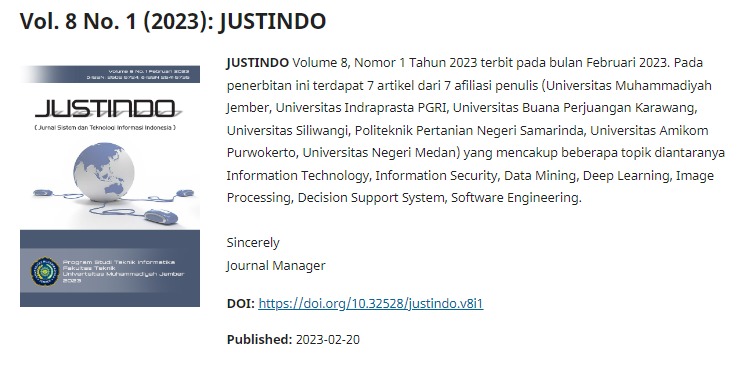 Vol. 8 No. 1 (2023): JUSTINDO
Volume 8 No. 1 Februari 2023
JUSTINDO
( Jurnal Sistem dan Teknologi Informasi Indonesia )
Program Studi Teknik Informatika
Fakultas Teknik
Universitas Muhammadiyah Jember
2023
JUSTINDO Volume 8, Nomor 1 Tahun 2023 terbit pada bulan Februari 2023. Pada
penerbitan ini terdapat 7 artikel dari 7 afiliasi penulis (Universitas Muhammadiyah
Jember, Universitas Indraprasta PGRI, Universitas Buana Perjuangan Karawang,
Universitas Siliwangi, Politeknik Pertanian Negeri Samarinda, Universitas Amikom
Purwokerto, Universitas Negeri Medan) yang mencakup beberapa topik diantaranya
Information Technology, Information Security, Data Mining, Deep Learning, Image
Processing, Decision Support System, Software Engineering.
Sincerely
Journal Manager
DOI: https://doi.org/10.32528/justindo.v8i1
Published: 2023-02-20